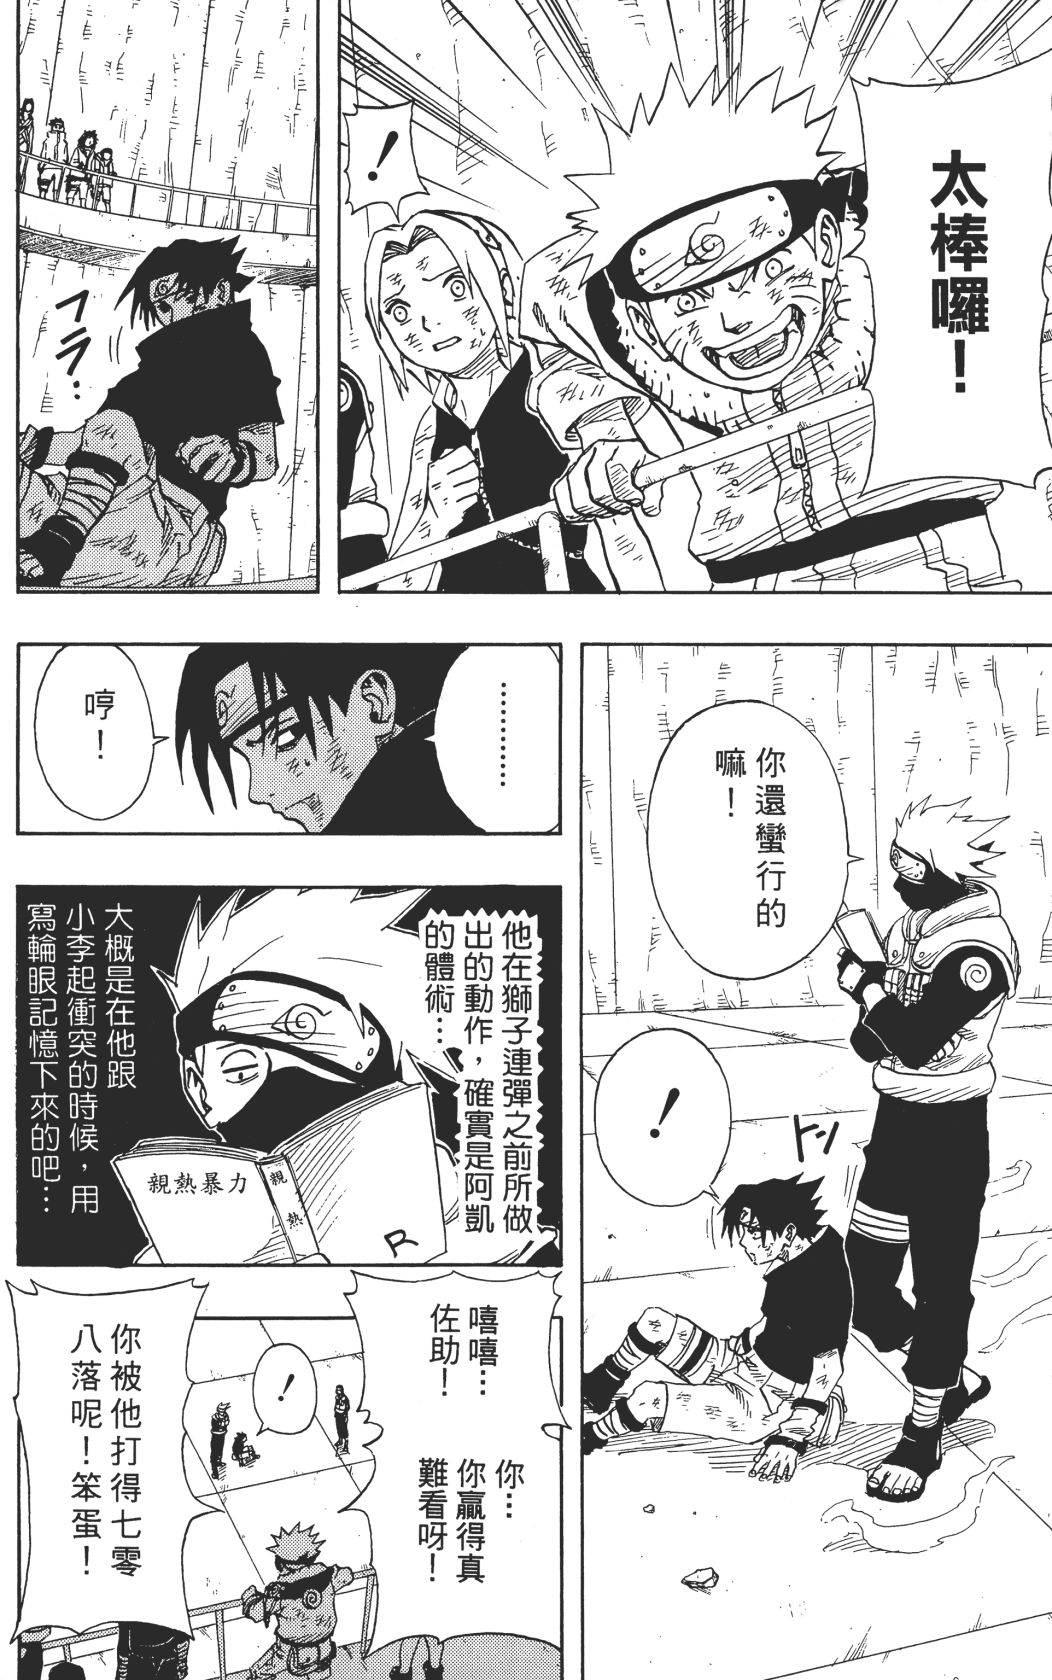 太棒囉！
！
フラ‥
你還蠻行的
嘛！
！
トン
…………
哼！
他在獅子連彈之前所做
出的動作，確實是阿凱
的體術…
大概是在他跟
小李起衝突的時候，用
寫輪眼記憶下來的吧…
親熱暴力
親熱
R
嘻嘻…
佐助！
你…
你贏得真
難看呀！
！
你被他打得七零
八落呢！笨蛋！